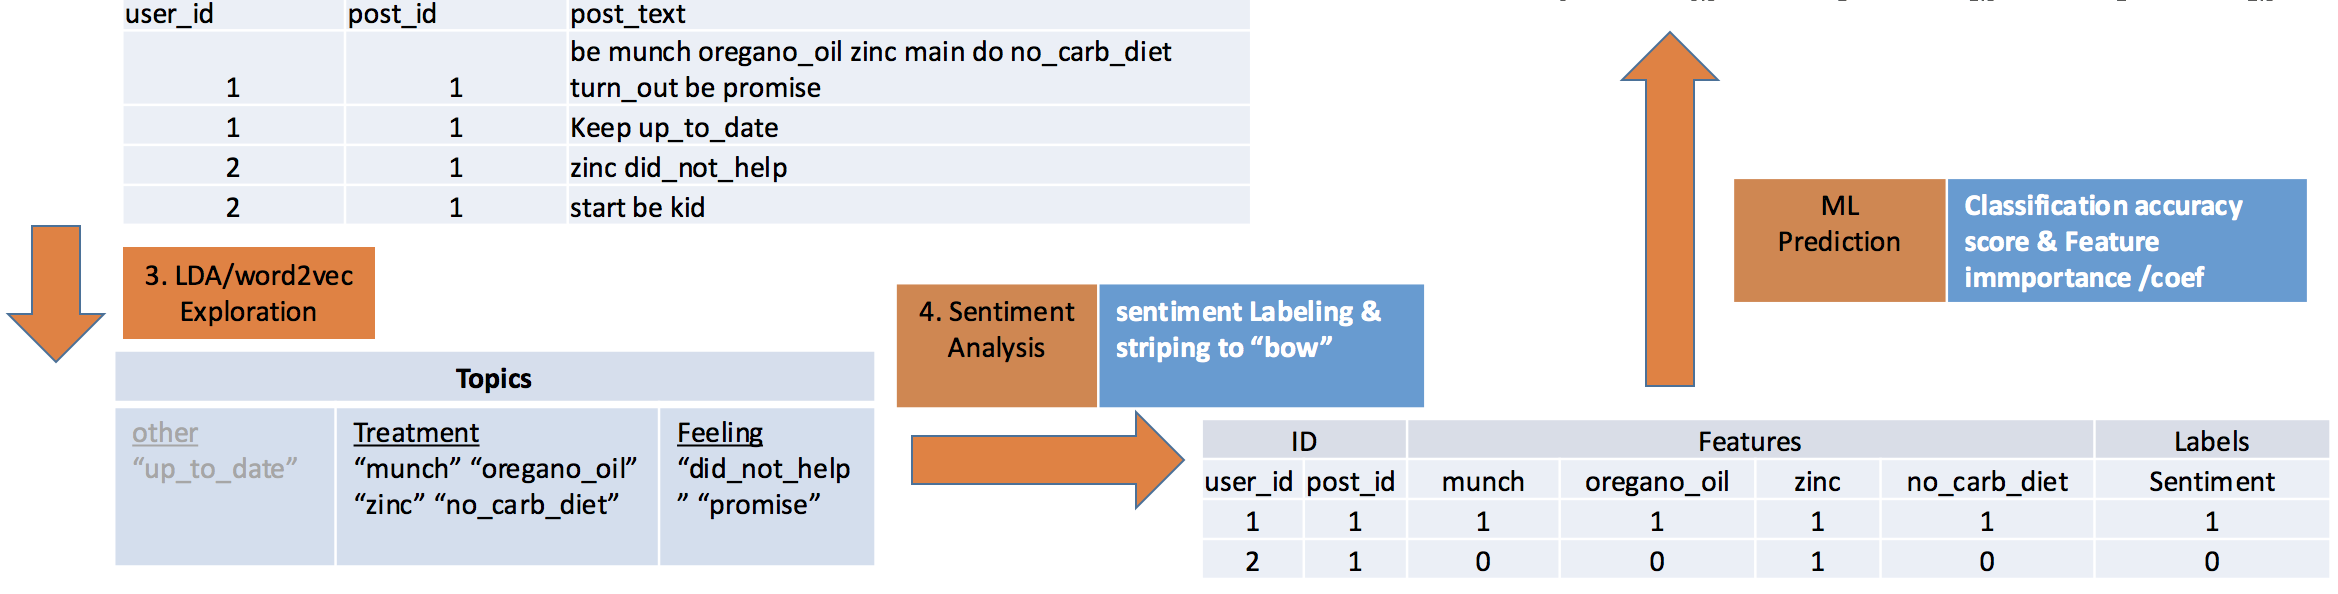 user_id post_id post_text
be munch oregano_oil zinc main do no_carb_diet
1 1 turn_out be promise
1 1 Keep up_to_date
2 1 zinc did_not_help
2 1 start be kid
3. LDA/word2vec
Exploration
Topics
other
“up_to_date”
Treatment
“munch” “oregano_oil”
“zinc” “no_carb_diet”
Feeling
“did_not_help
” “promise”
4. Sentiment
Analysis
sentiment Labeling &
striping to “bow”
ML
Prediction
Classification accuracy
score & Feature
immportance /coef
ID Features Labels
user_id post_id munch oregano_oil zinc no_carb_diet Sentiment
1 1 1 1 1 1 1
2 1 0 0 1 0 0